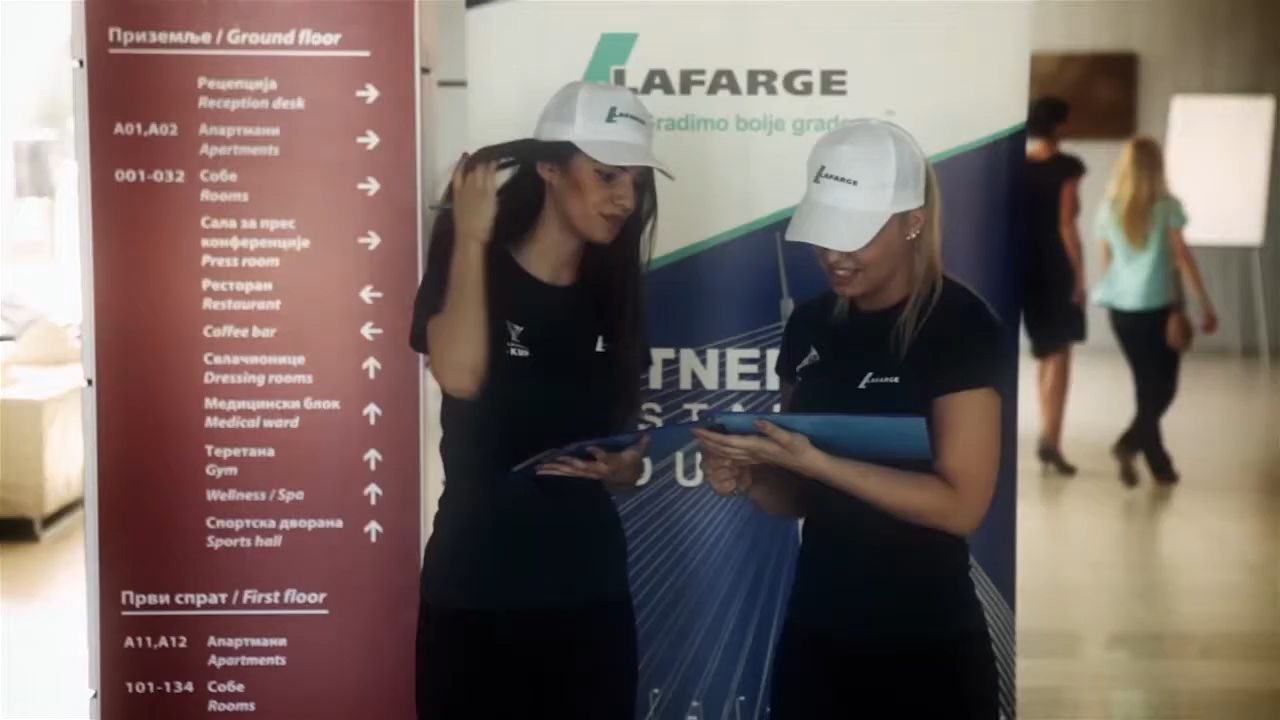 Приземље / Ground floor
Рецепција
Reception desk
A01,A02 Апартмани
Apartments
001-032 Собе
Rooms
Сала за прес
конференције
Press room
Ресторан
Restaurant
Coffee bar
Свлачионице
Dressing rooms
Медицински блок
Medical ward
Теретана
Gym
Wellness / Spa
Спортска дворана
Sports hall
Први спрат / First floor
A11,A12 Апартмани
Apartments
101-134 Собе
Rooms
LAFARGE
Gradimo bolje
LAFARGE
LAFARGE
LAFARGE